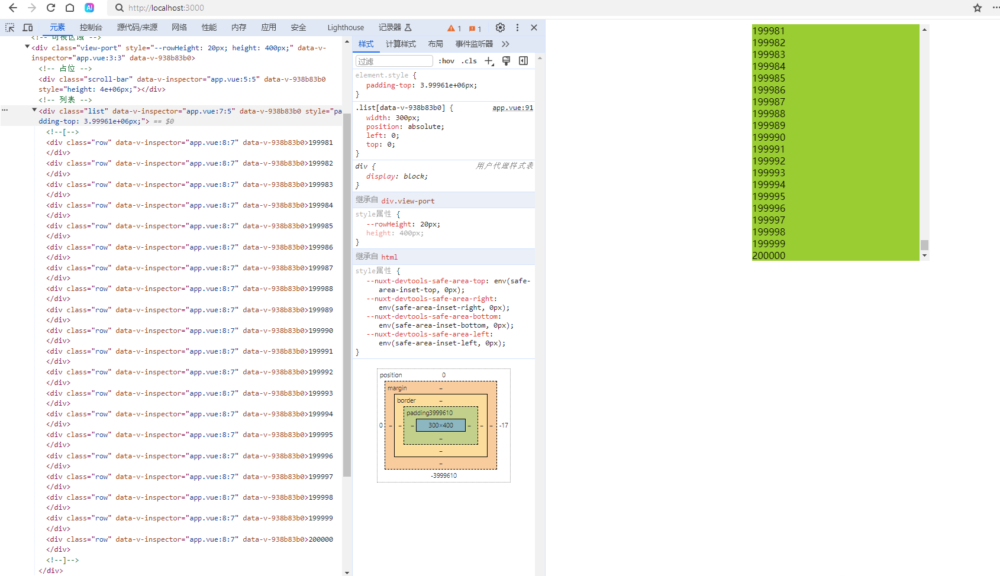 http://localhost:3000
元素 控制台 源代码/来源 网络 性能 内存 应用 安全 Lighthouse 记录器 1 1
<!-- 可视区域 -->
<div class="view-port" style="--rowHeight: 20px; height: 400px;" data-v-
inspector="app.vue:3:3" data-v-938b83b0>
<!-- 占位 -->
<div class="scroll-bar" data-v-inspector="app.vue:5:5" data-v-938b83b0
style="height: 4e+06px;"></div>
<!-- 列表 -->
<div class="list" data-v-inspector="app.vue:7:5" data-v-938b83b0 style="pa
dding-top: 3.99961e+06px;"> == $0
<!--[-->
<div class="row" data-v-inspector="app.vue:8:7" data-v-938b83b0>199981
</div>
<div class="row" data-v-inspector="app.vue:8:7" data-v-938b83b0>199982
</div>
<div class="row" data-v-inspector="app.vue:8:7" data-v-938b83b0>199983
</div>
<div class="row" data-v-inspector="app.vue:8:7" data-v-938b83b0>199984
</div>
<div class="row" data-v-inspector="app.vue:8:7" data-v-938b83b0>199985
</div>
<div class="row" data-v-inspector="app.vue:8:7" data-v-938b83b0>199986
</div>
<div class="row" data-v-inspector="app.vue:8:7" data-v-938b83b0>199987
</div>
<div class="row" data-v-inspector="app.vue:8:7" data-v-938b83b0>199988
</div>
<div class="row" data-v-inspector="app.vue:8:7" data-v-938b83b0>199989
</div>
<div class="row" data-v-inspector="app.vue:8:7" data-v-938b83b0>199990
</div>
<div class="row" data-v-inspector="app.vue:8:7" data-v-938b83b0>199991
</div>
<div class="row" data-v-inspector="app.vue:8:7" data-v-938b83b0>199992
</div>
<div class="row" data-v-inspector="app.vue:8:7" data-v-938b83b0>199993
</div>
<div class="row" data-v-inspector="app.vue:8:7" data-v-938b83b0>199994
</div>
<div class="row" data-v-inspector="app.vue:8:7" data-v-938b83b0>199995
</div>
<div class="row" data-v-inspector="app.vue:8:7" data-v-938b83b0>199996
</div>
<div class="row" data-v-inspector="app.vue:8:7" data-v-938b83b0>199997
</div>
<div class="row" data-v-inspector="app.vue:8:7" data-v-938b83b0>199998
</div>
<div class="row" data-v-inspector="app.vue:8:7" data-v-938b83b0>199999
</div>
<div class="row" data-v-inspector="app.vue:8:7" data-v-938b83b0>200000
</div>
<!--]-->
</div>
样式 计算样式 布局 事件监听器
过滤 :hov .cls
element.style {
padding-top: 3.99961e+06px;
}
.list[data-v-938b83b0] { app.vue:91
width: 300px;
position: absolute;
left: 0;
top: 0;
}
div { 用户代理样式表
display: block;
}
继承自 div.view-port
style属性 {
--rowHeight: 20px;
height: 400px;
}
继承自 html
style属性 {
--nuxt-devtools-safe-area-top: env(safe-
area-inset-top, 0px);
--nuxt-devtools-safe-area-right:
env(safe-area-inset-right, 0px);
--nuxt-devtools-safe-area-bottom:
env(safe-area-inset-bottom, 0px);
--nuxt-devtools-safe-area-left:
env(safe-area-inset-left, 0px);
}
position 0
margin –
border –
padding3999610
0 – – – 300×400 – – – -17
–
–
–
-3999610
199981
199982
199983
199984
199985
199986
199987
199988
199989
199990
199991
199992
199993
199994
199995
199996
199997
199998
199999
200000